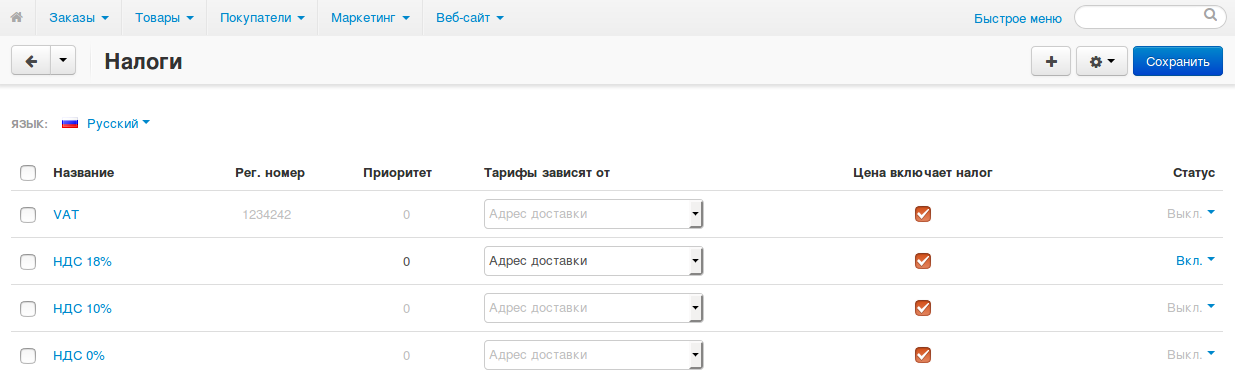 Заказы Товары Покупатели Маркетинг Веб-сайт Быстрое меню
Налоги Сохранить
ЯЗЫК: Русский
Название Рег. номер Приоритет Тарифы зависят от Цена включает налог Статус
VAT 1234242 0 Адрес доставки Выкл.
НДС 18% 0 Адрес доставки Вкл.
НДС 10% 0 Адрес доставки Выкл.
НДС 0% 0 Адрес доставки Выкл.